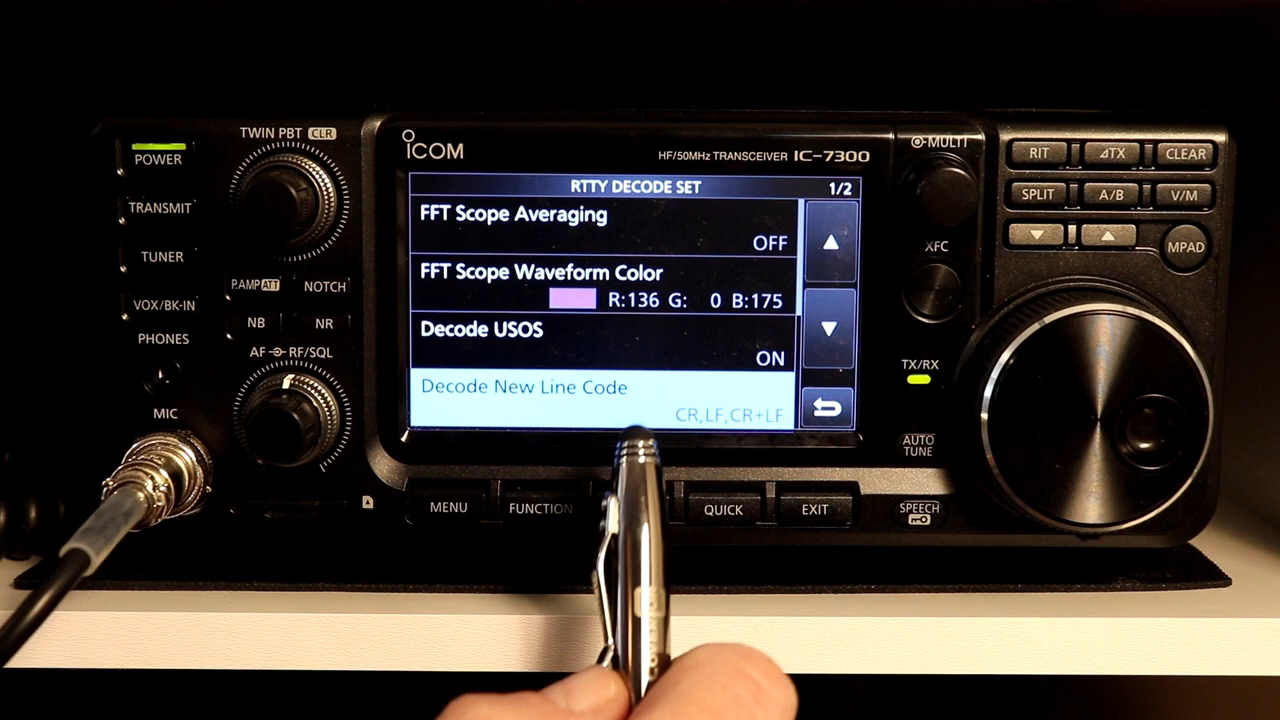 TWIN PBT CLR
POWER
TRANSMIT
TUNER
VOX/BK-IN
PHONES
MIC
P.AMP ATT
NOTCH
NB
NR
AF RF/SQL
ICOM
HF/50MHz TRANSCEIVER IC-7300
RTTY DECODE SET 1/2
FFT Scope Averaging
OFF
FFT Scope Waveform Color
R:136 G: 0 B:175
Decode USOS
ON
Decode New Line Code
CR,LF,CR+LF
MENU
FUNCTION
QUICK
EXIT
MULTI
XFC
TX/RX
AUTO
TUNE
SPEECH
RIT
⊿TX
CLEAR
SPLIT
A/B
V/M
MPAD